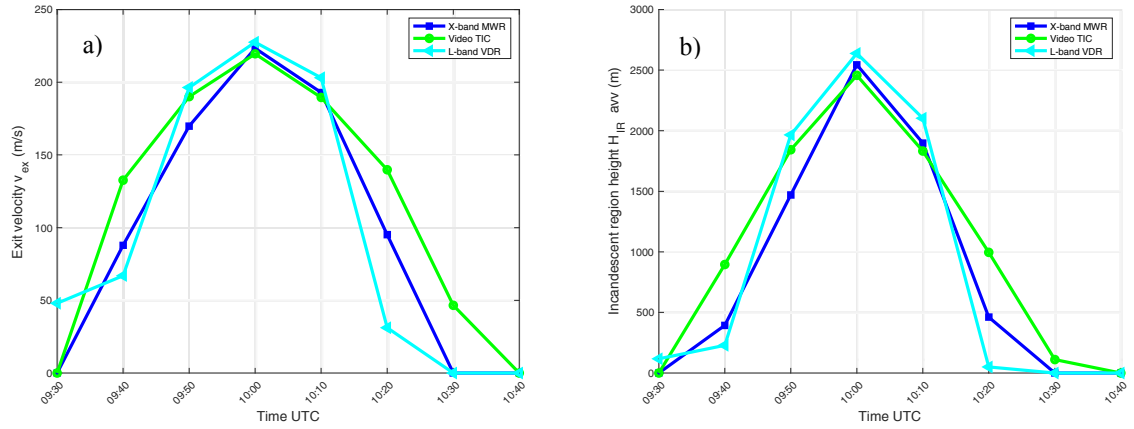 a)
X-band MWR
Video TIC
L-band VDR
Exit velocity v_ex (m/s)
250
200
150
100
50
0
09:30
09:40
09:50
10:00
10:10
10:20
10:30
10:40
Time UTC
b)
X-band MWR
Video TIC
L-band VDR
Incandescent region height H_IR avv (m)
3000
2500
2000
1500
1000
500
0
09:30
09:40
09:50
10:00
10:10
10:20
10:30
10:40
Time UTC